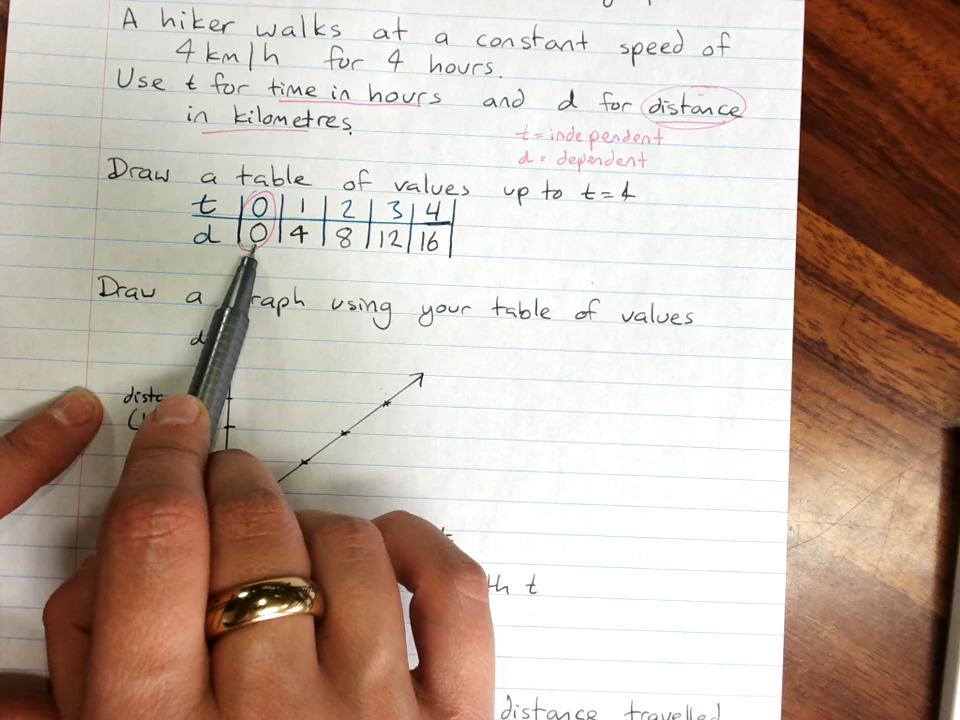 A hiker walks at a constant speed of
4 km/h for 4 hours.
Use t for time in hours and d for distance
in kilometres.
t = independent
d = dependent
Draw a table of values up to t = 4
t 0 1 2 3 4
d 0 4 8 12 16
Draw a graph using your table of values
d
t
distance travelled